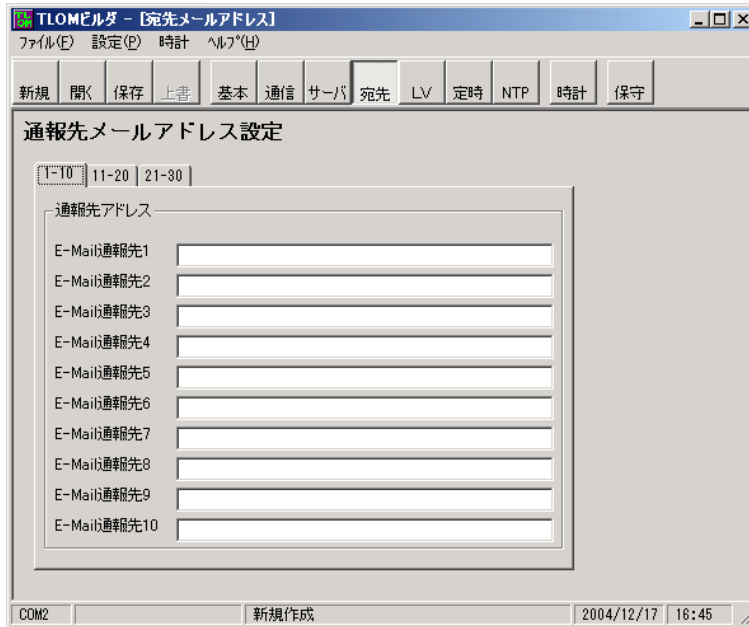 TLOMビルダ - [宛先メールアドレス]
ファイル(F) 設定(P) 時計 ヘルプ(H)
新規 開く 保存 上書 基本 通信 サーバ 宛先 LV 定時 NTP 時計 保守
通報先メールアドレス設定
1-10 11-20 21-30
通報先アドレス
E-Mail通報先1
E-Mail通報先2
E-Mail通報先3
E-Mail通報先4
E-Mail通報先5
E-Mail通報先6
E-Mail通報先7
E-Mail通報先8
E-Mail通報先9
E-Mail通報先10
COM2 新規作成 2004/12/17 16:45